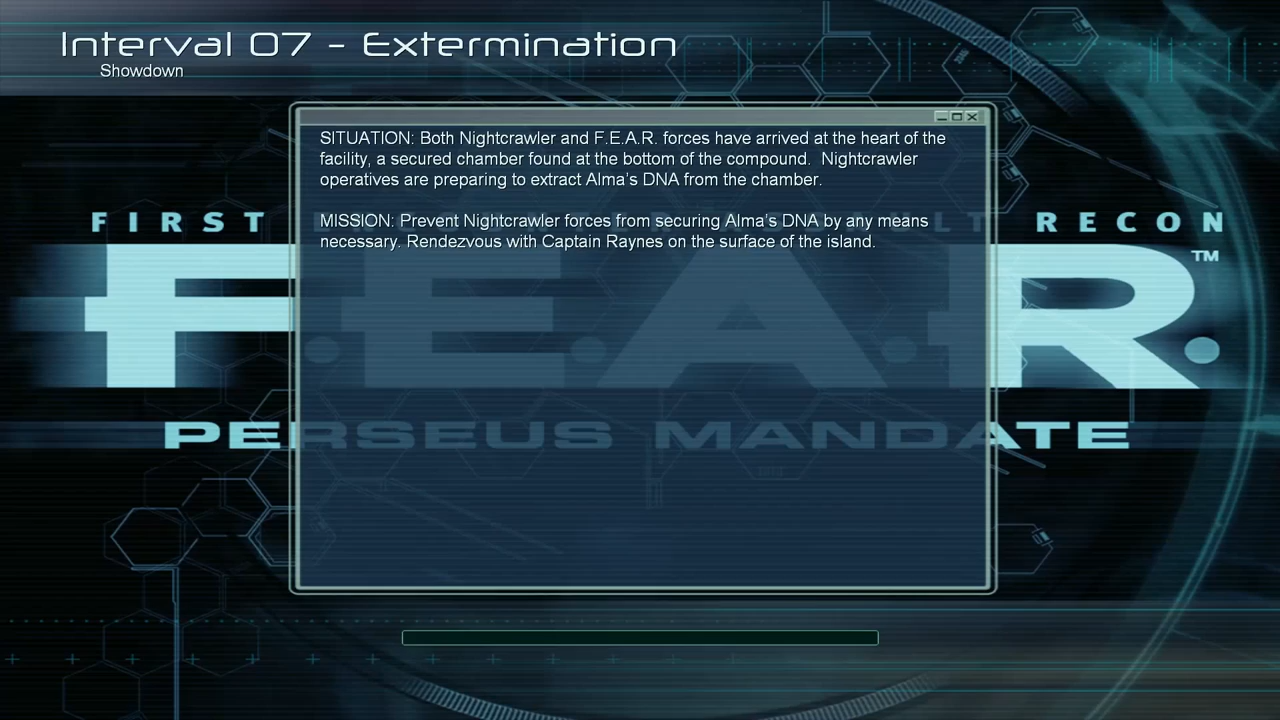 Interval 07 - Extermination
Showdown
SITUATION: Both Nightcrawler and F.E.A.R. forces have arrived at the heart of the
facility, a secured chamber found at the bottom of the compound.  Nightcrawler
operatives are preparing to extract Alma's DNA from the chamber.
MISSION: Prevent Nightcrawler forces from securing Alma's DNA by any means
necessary. Rendezvous with Captain Raynes on the surface of the island.
FIRST RECON
F.E.A.R.™
PERSEUS MANDATE